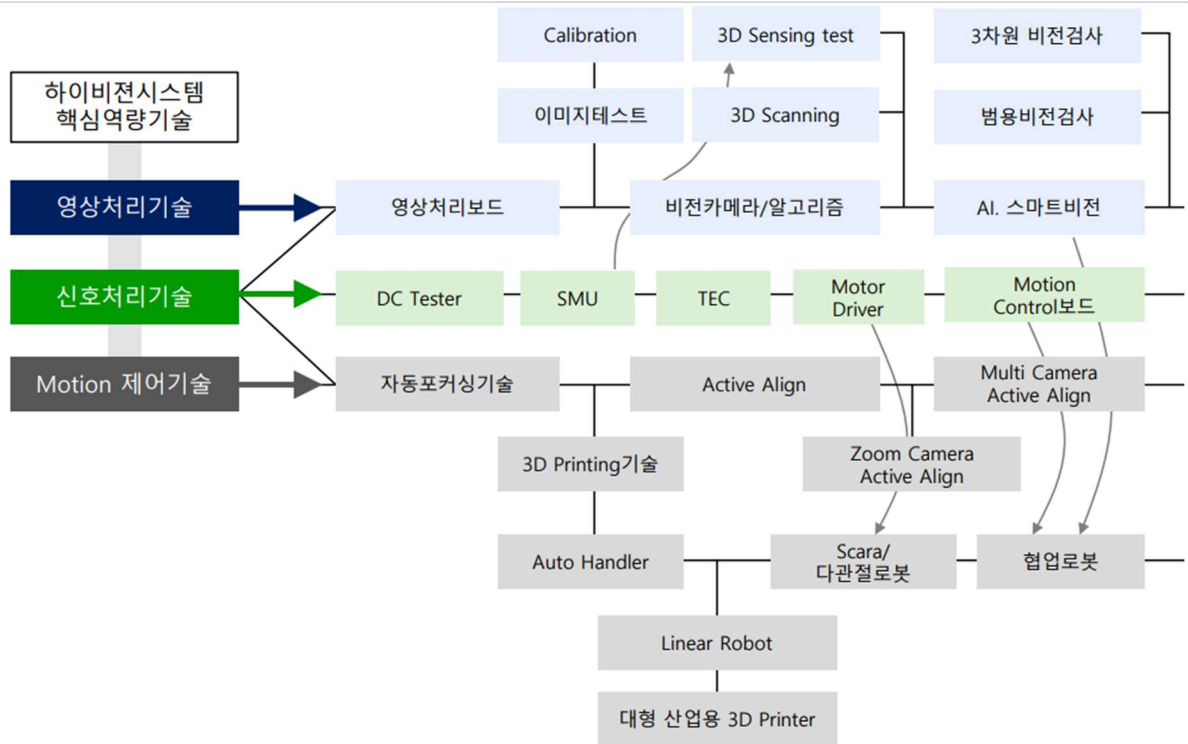 하이비젼시스템
핵심역량기술
Calibration
3D Sensing test
3차원 비전검사
이미지테스트
3D Scanning
범용비전검사
영상처리기술
영상처리보드
비전카메라/알고리즘
AI. 스마트비전
신호처리기술
DC Tester
SMU
TEC
Motor
Driver
Motion
Control보드
Motion 제어기술
자동포커싱기술
Active Align
Multi Camera
Active Align
3D Printing기술
Zoom Camera
Active Align
Auto Handler
Scara/
다관절로봇
협업로봇
Linear Robot
대형 산업용 3D Printer